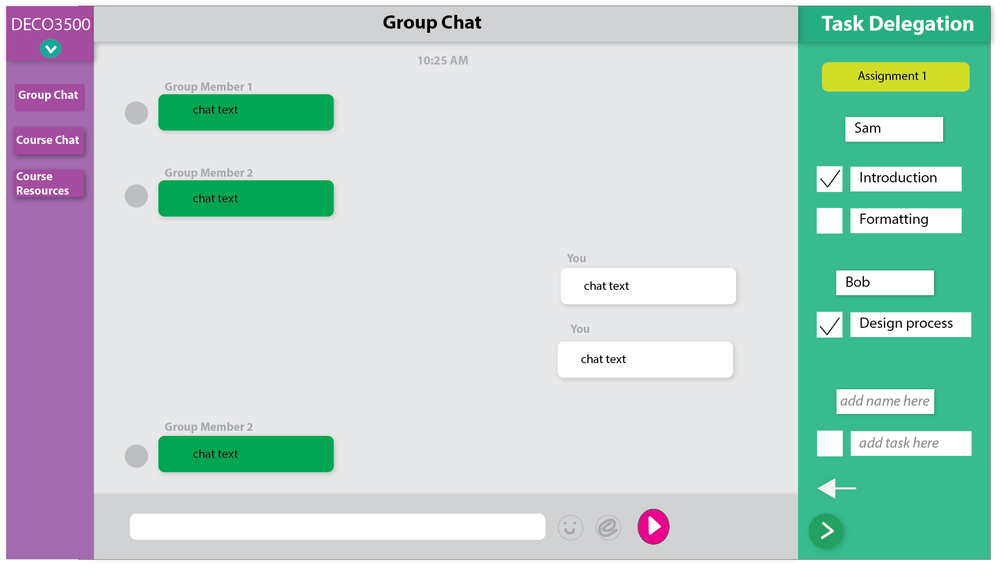 DECO3500
Group Chat
Course Chat
Course
Resources
Group Chat
10:25 AM
Group Member 1
chat text
Group Member 2
chat text
You
chat text
You
chat text
Group Member 2
chat text
Task Delegation
Assignment 1
Sam
Introduction
Formatting
Bob
Design process
add name here
add task here